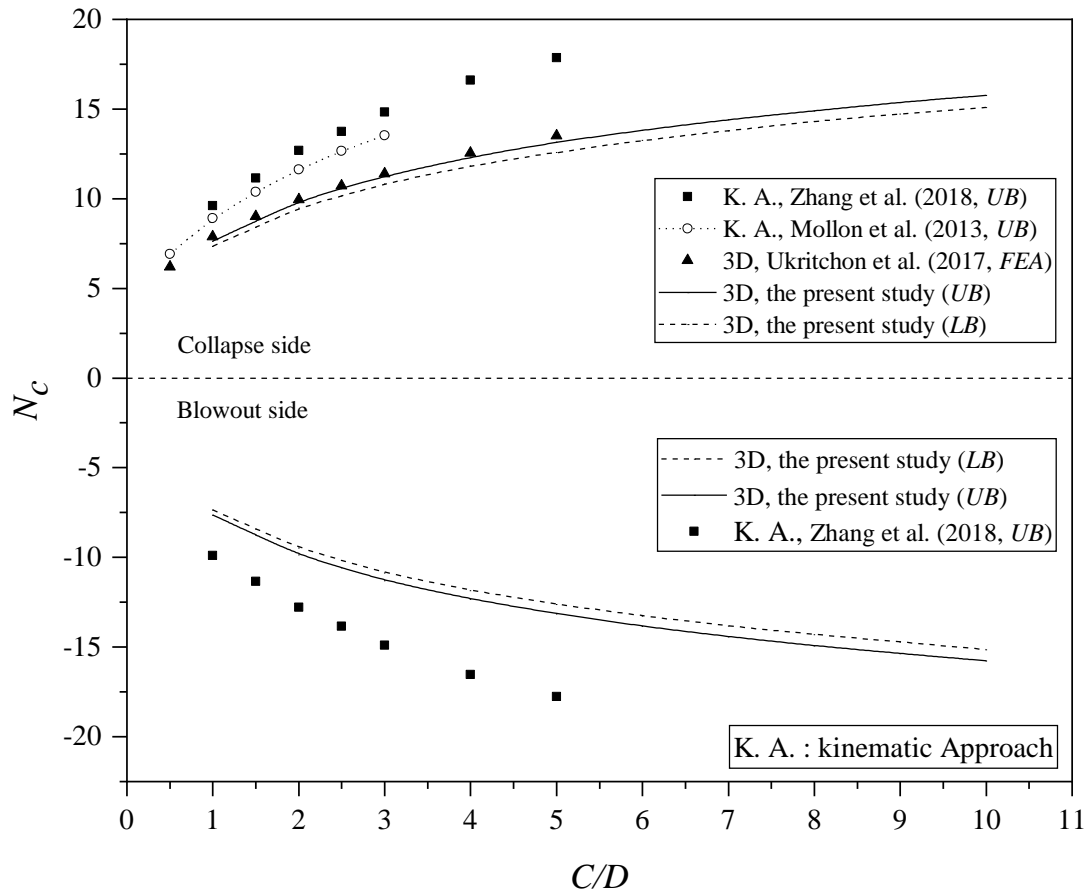 20
15
10
5
0
-5
-10
-15
-20
N_c
K. A., Zhang et al. (2018, UB)
K. A., Mollon et al. (2013, UB)
3D, Ukritchon et al. (2017, FEA)
3D, the present study (UB)
3D, the present study (LB)
Collapse side
Blowout side
3D, the present study (LB)
3D, the present study (UB)
K. A., Zhang et al. (2018, UB)
K. A. : kinematic Approach
0 1 2 3 4 5 6 7 8 9 10 11
C/D